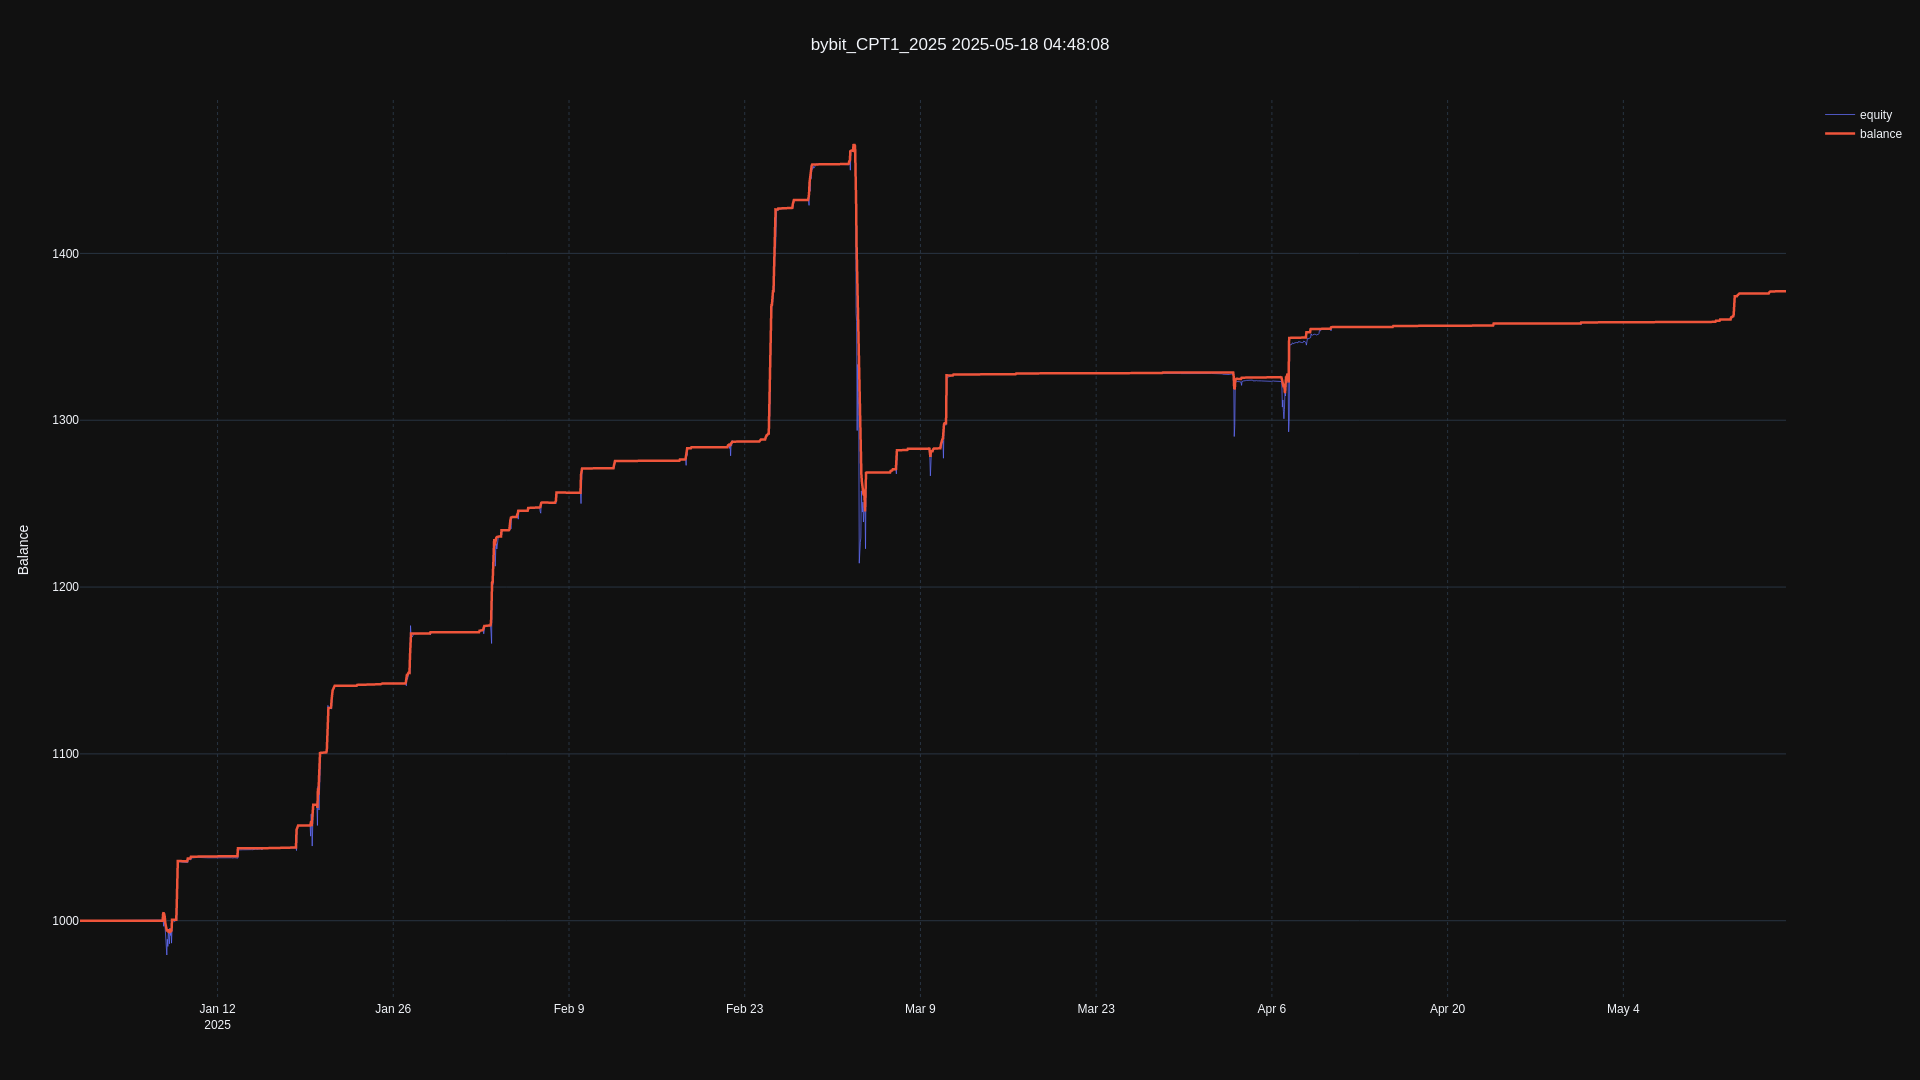 bybit_CPT1_2025 2025-05-18 04:48:08
equity
balance
Balance
1400
1300
1200
1100
1000
Jan 12
2025
Jan 26
Feb 9
Feb 23
Mar 9
Mar 23
Apr 6
Apr 20
May 4